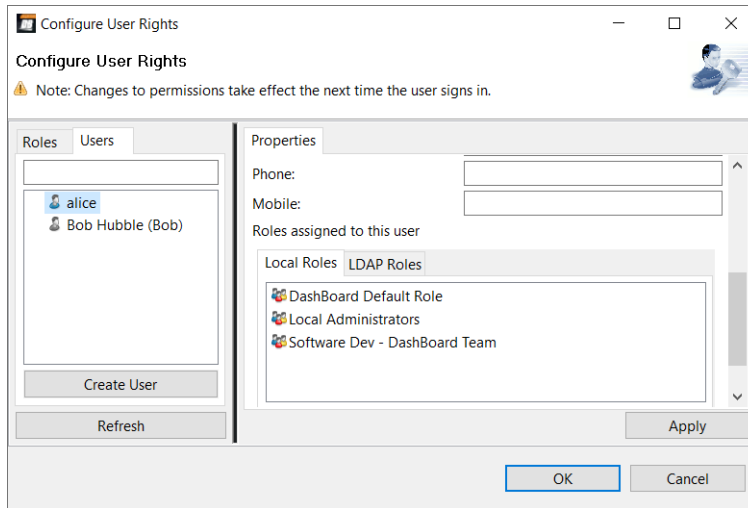 Configure User Rights
Configure User Rights
Note: Changes to permissions take effect the next time the user signs in.
Roles
Users
alice
Bob Hubble (Bob)
Create User
Refresh
Properties
Phone:
Mobile:
Roles assigned to this user
Local Roles
LDAP Roles
DashBoard Default Role
Local Administrators
Software Dev - DashBoard Team
Apply
OK
Cancel